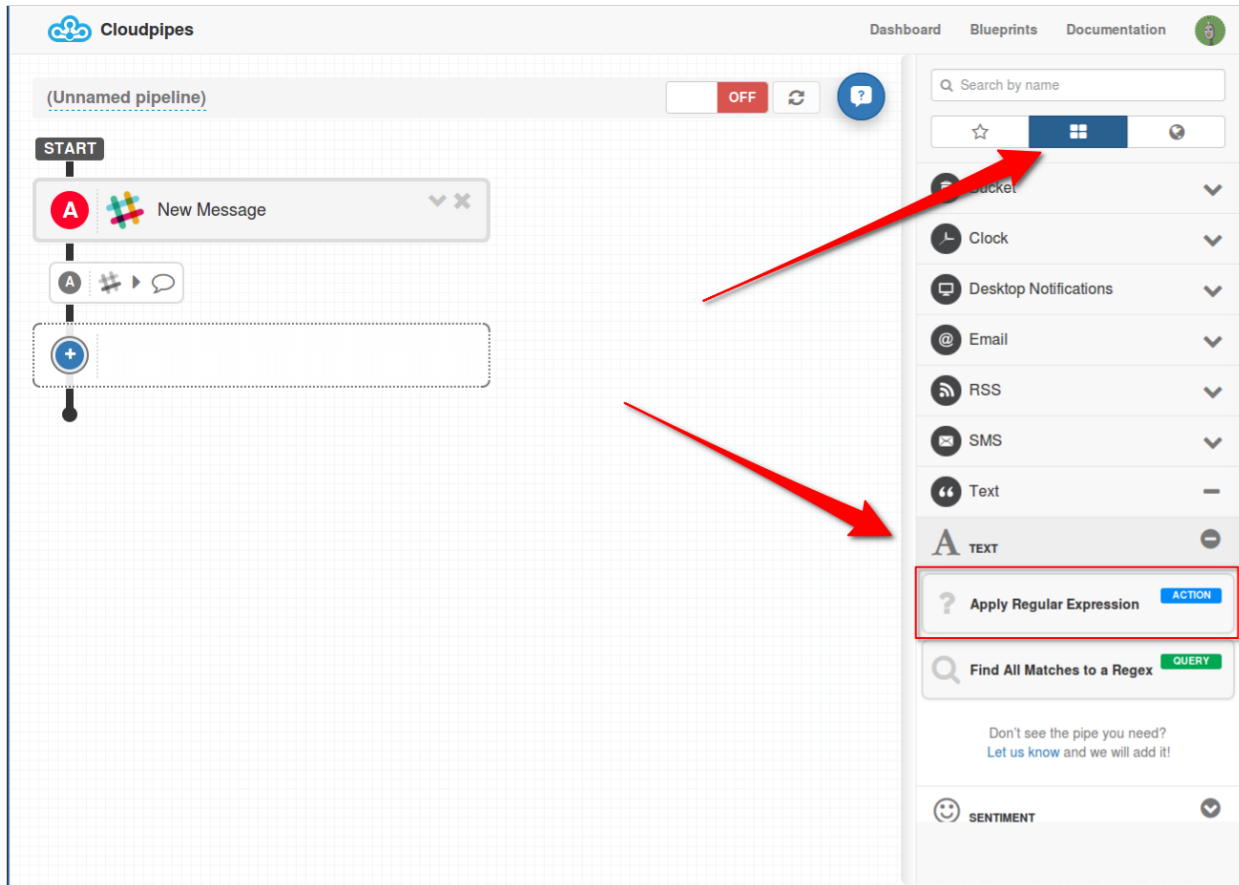 Cloudpipes
Dashboard Blueprints Documentation
(Unnamed pipeline)
OFF
?
Search by name
START
A
New Message
A
Bucket
Clock
Desktop Notifications
@
Email
RSS
SMS
Text
A TEXT
? Apply Regular Expression
ACTION
Find All Matches to a Regex
QUERY
Don't see the pipe you need?
Let us know and we will add it!
SENTIMENT